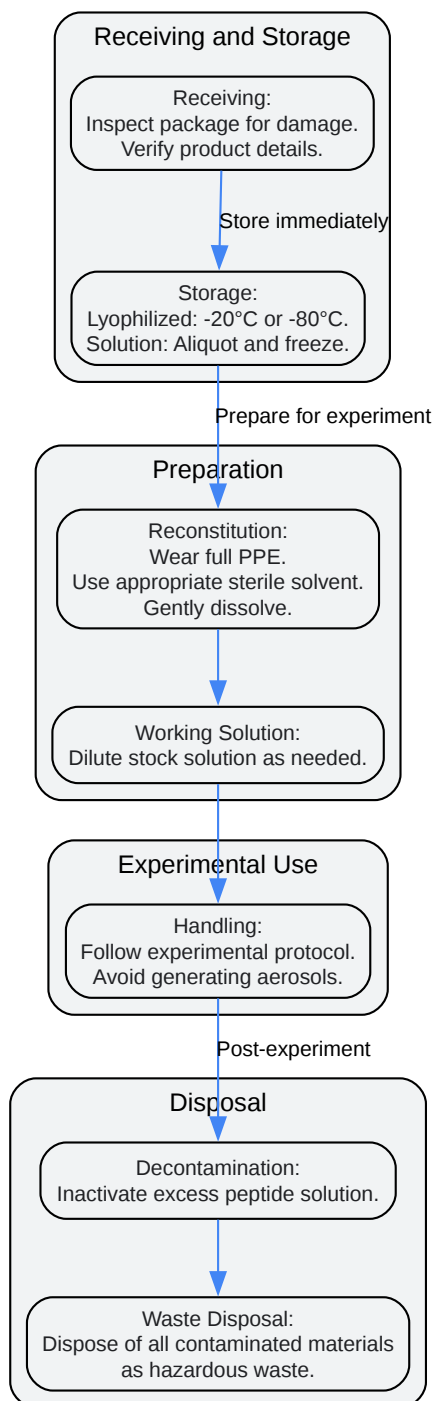 Receiving and Storage
Receiving:
Inspect package for damage.
Verify product details.
Store immediately
Storage:
Lyophilized: -20°C or -80°C.
Solution: Aliquot and freeze.
Prepare for experiment
Preparation
Reconstitution:
Wear full PPE.
Use appropriate sterile solvent.
Gently dissolve.
Working Solution:
Dilute stock solution as needed.
Experimental Use
Handling:
Follow experimental protocol.
Avoid generating aerosols.
Post-experiment
Disposal
Decontamination:
Inactivate excess peptide solution.
Waste Disposal:
Dispose of all contaminated materials
as hazardous waste.